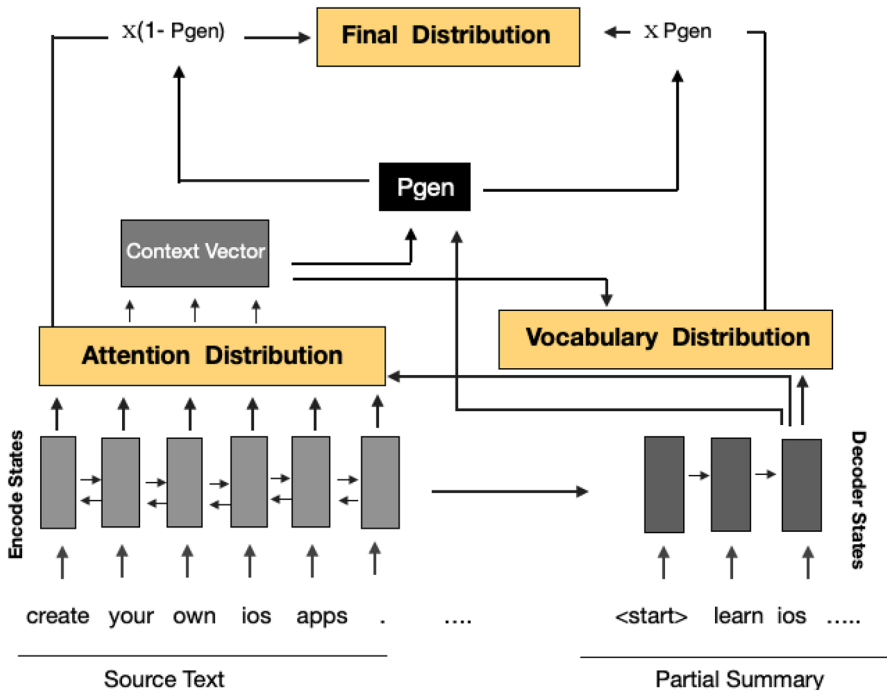 x(1- Pgen)
Final Distribution
x Pgen
Pgen
Context Vector
Attention Distribution
Vocabulary Distribution
Encode States
Decoder States
create your own ios apps . ....
<start> learn ios .....
Source Text
Partial Summary